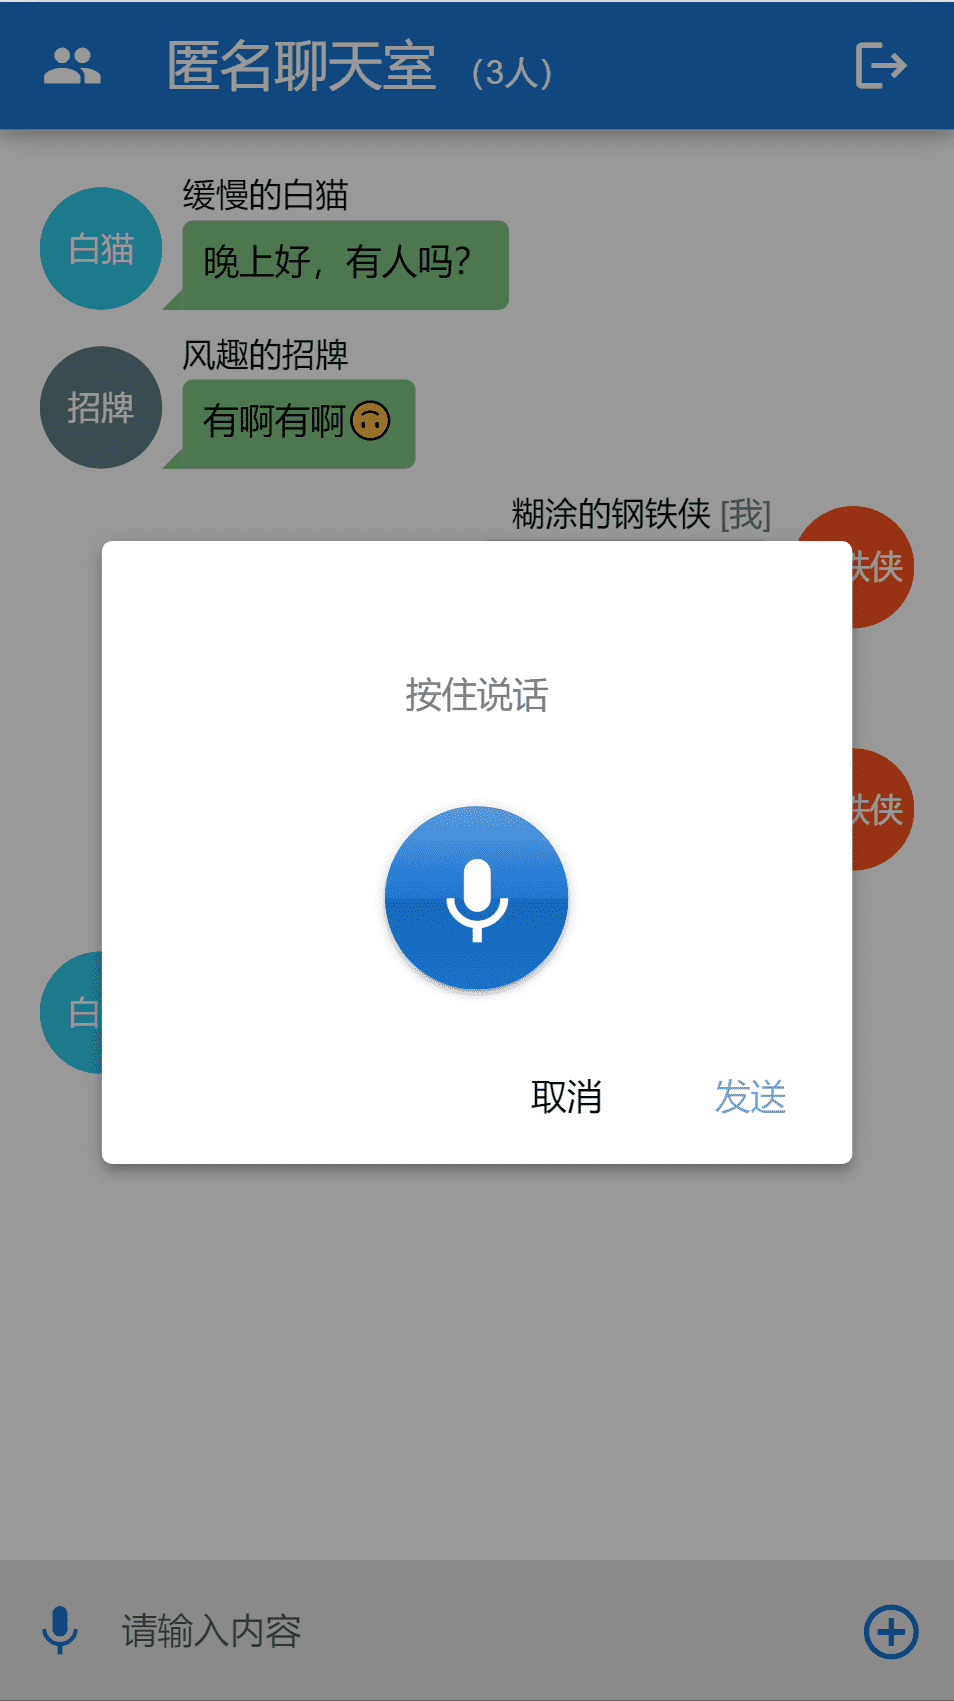 匿名聊天室 (3人)
缓慢的白猫
白猫
晚上好，有人吗？
风趣的招牌
招牌
有啊有啊🙃
糊涂的钢铁侠 [我]
铁侠
按住说话
铁侠
白
取消
发送
请输入内容